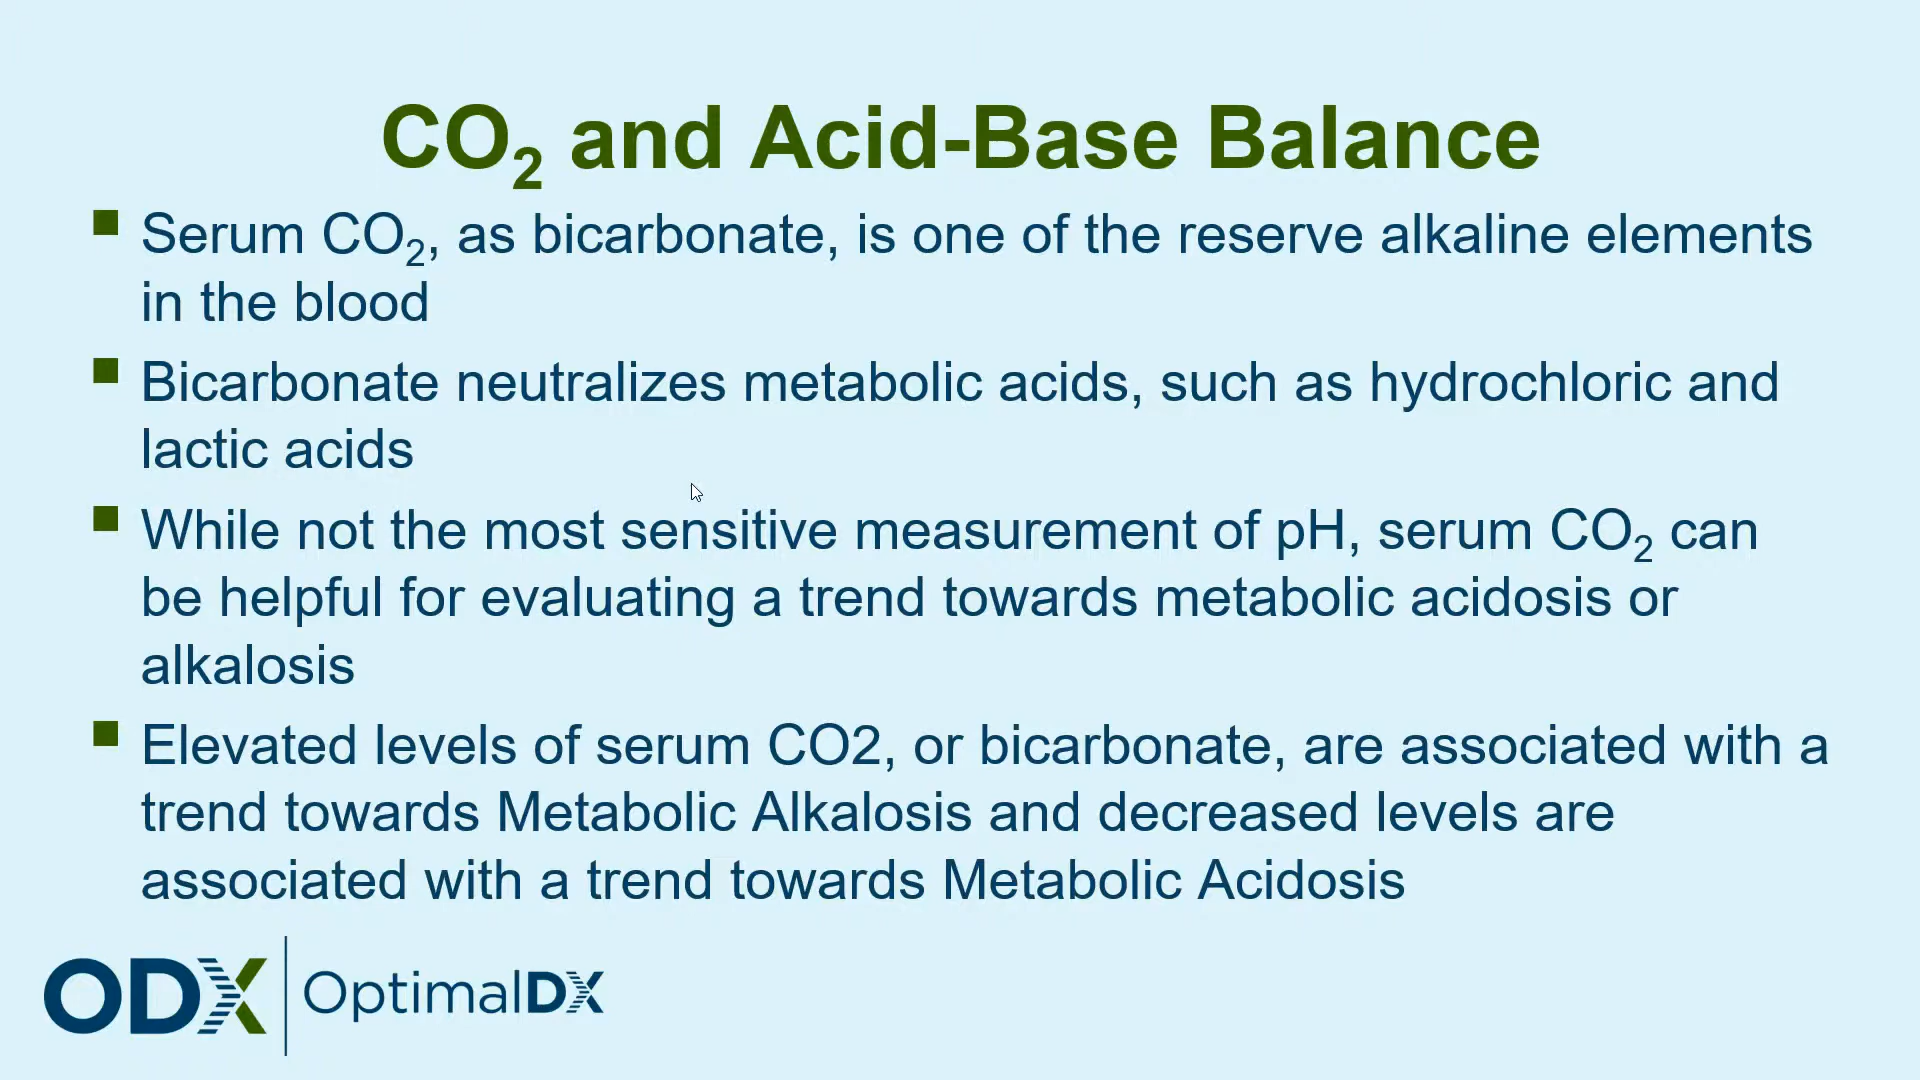 CO₂ and Acid-Base Balance
Serum CO₂, as bicarbonate, is one of the reserve alkaline elements
in the blood
Bicarbonate neutralizes metabolic acids, such as hydrochloric and
lactic acids
While not the most sensitive measurement of pH, serum CO₂ can
be helpful for evaluating a trend towards metabolic acidosis or
alkalosis
Elevated levels of serum CO2, or bicarbonate, are associated with a
trend towards Metabolic Alkalosis and decreased levels are
associated with a trend towards Metabolic Acidosis
ODX OptimalDX